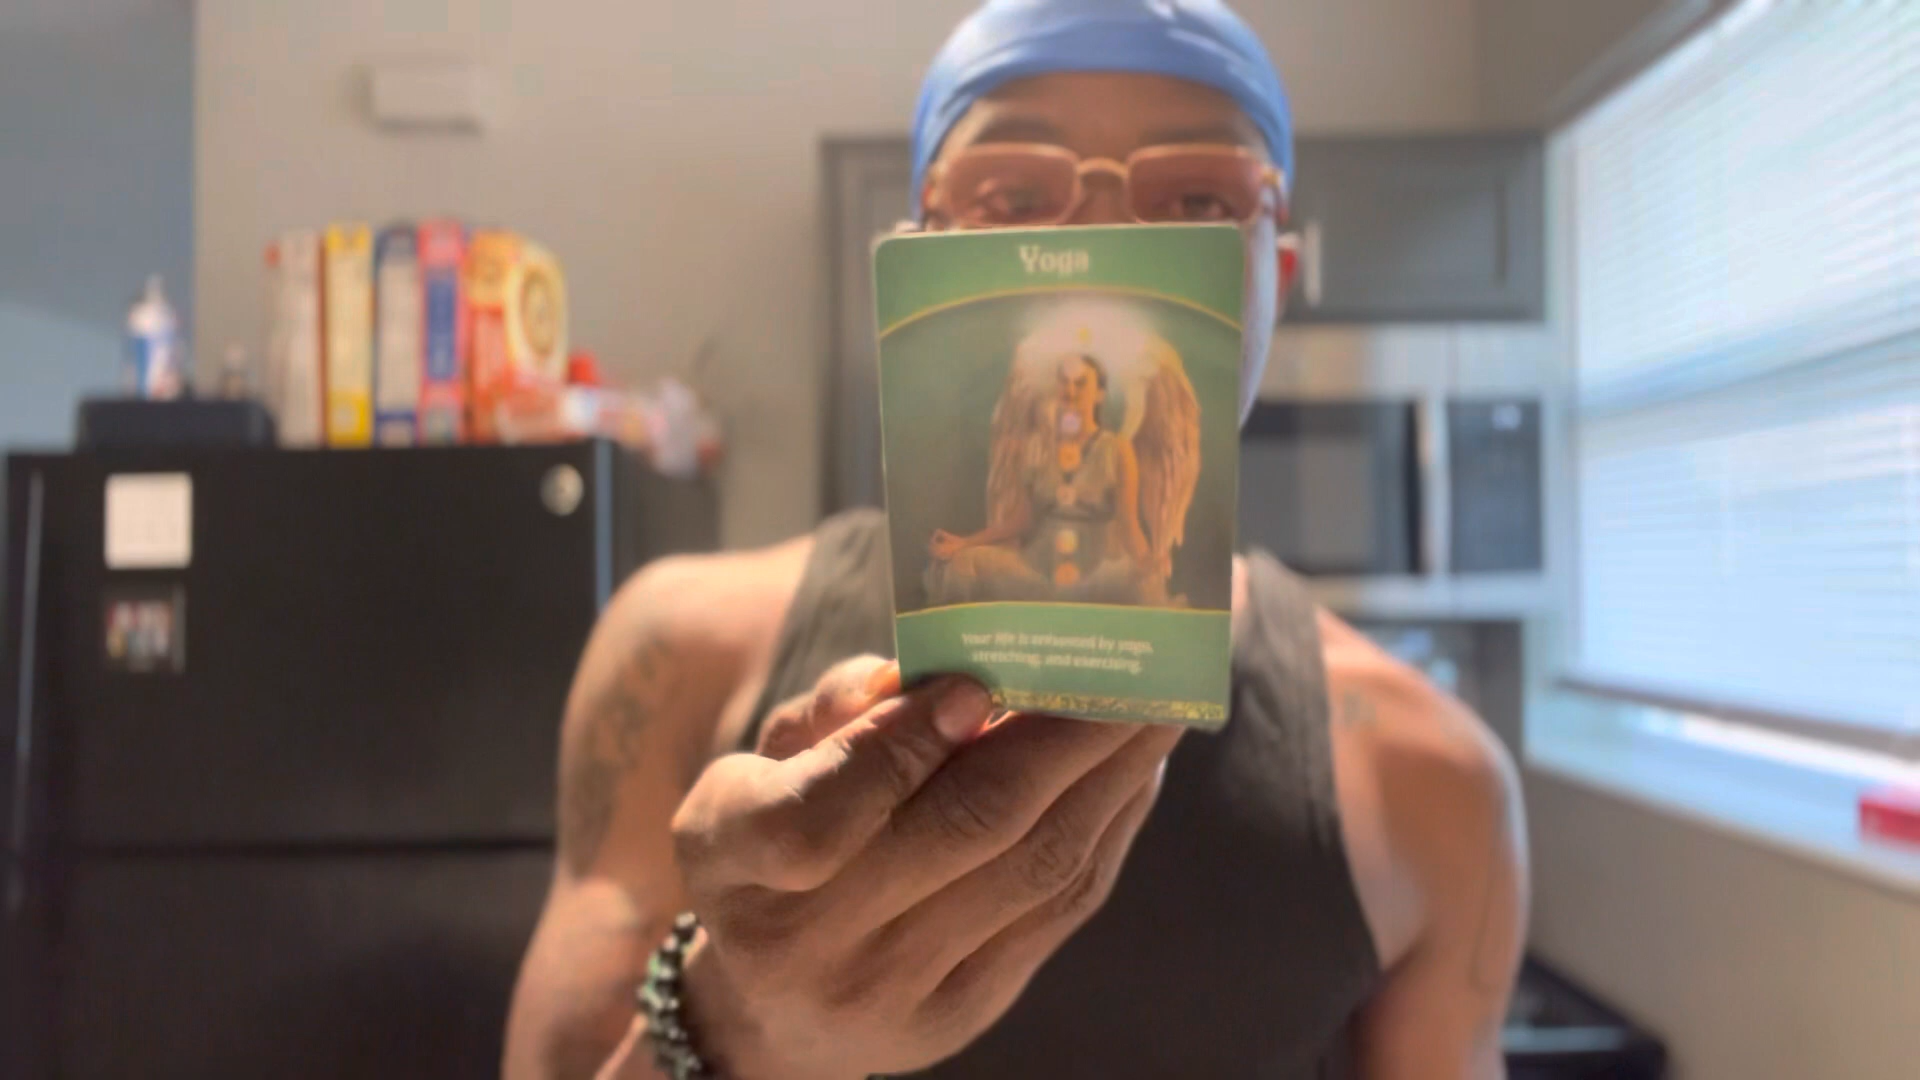 Yoga
Your life is enhanced by yoga,
stretching, and exercising.